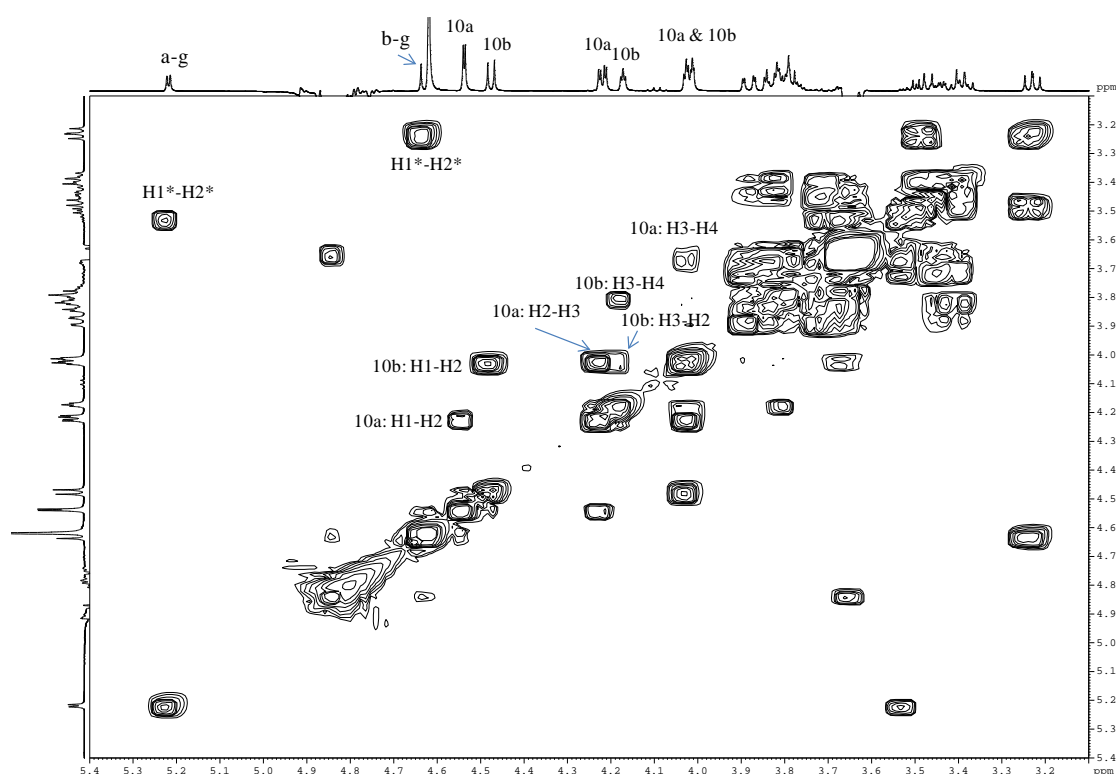 a-g
b-g
10a
10b
10a
10b
10a & 10b
ppm
H1*-H2*
H1*-H2*
10a: H3-H4
10b: H3-H4
10a: H2-H3
10b: H3-H2
10b: H1-H2
10a: H1-H2
3.2
3.3
3.4
3.5
3.6
3.7
3.8
3.9
4.0
4.1
4.2
4.3
4.4
4.5
4.6
4.7
4.8
4.9
5.0
5.1
5.2
5.3
5.4
5.4 5.3 5.2 5.1 5.0 4.9 4.8 4.7 4.6 4.5 4.4 4.3 4.2 4.1 4.0 3.9 3.8 3.7 3.6 3.5 3.4 3.3 3.2 ppm